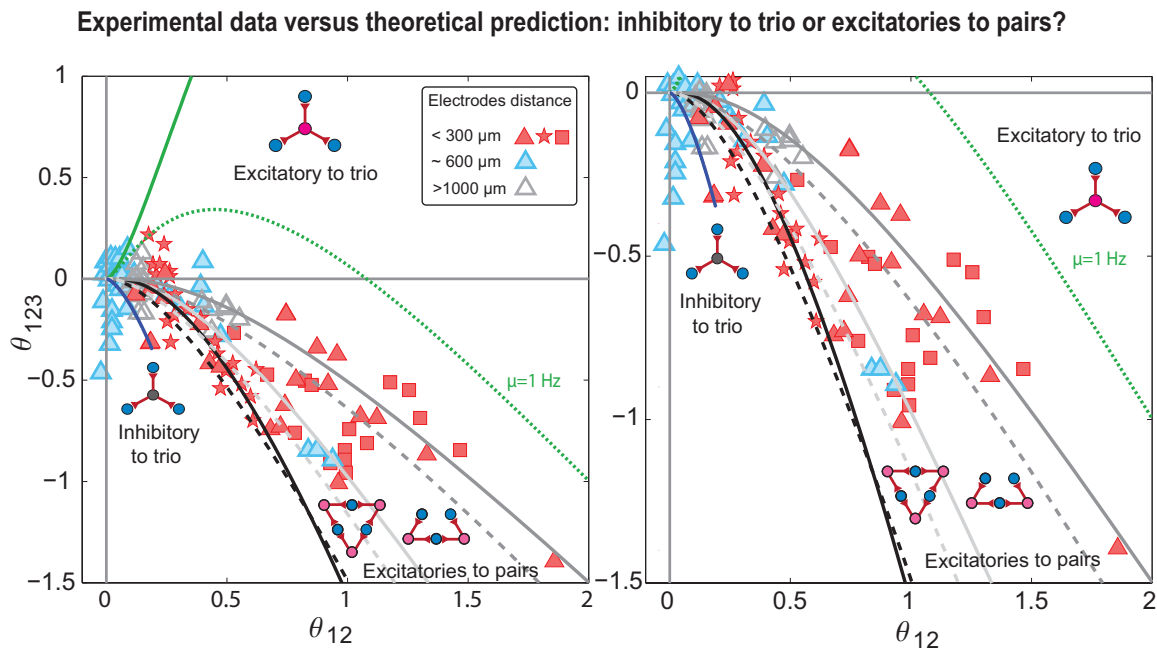 Experimental data versus theoretical prediction: inhibitory to trio or excitatories to pairs?
1
0.5
0
−0.5
−1
−1.5
θ123
0
0.5
1
1.5
2
θ12
Excitatory to trio
Electrodes distance
< 300 μm
~ 600 μm
>1000 μm
μ=1 Hz
Inhibitory
to trio
Excitatories to pairs
0
−0.5
−1
−1.5
0
0.5
1
1.5
2
θ12
Excitatory to trio
μ=1 Hz
Inhibitory
to trio
Excitatories to pairs